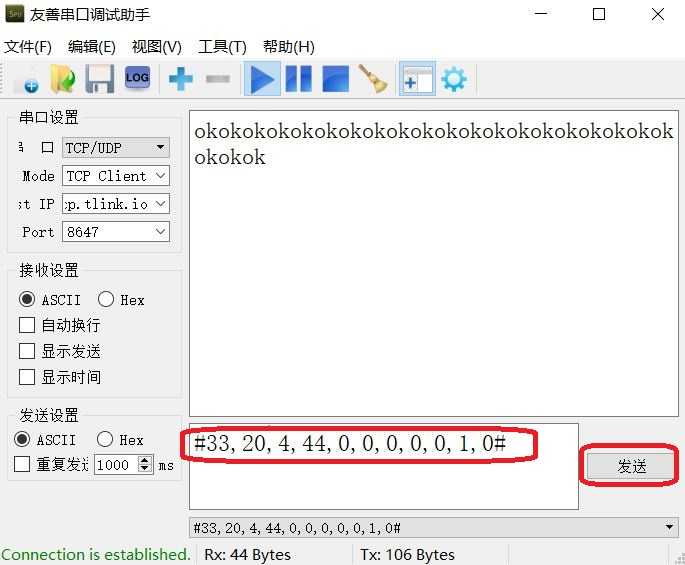 SPU 友善串口调试助手
文件(F) 编辑(E) 视图(V) 工具(T) 帮助(H)
LOG
串口设置
口 TCP/UDP
Mode TCP Client
st IP :p.tlink.io
Port 8647
接收设置
ASCII Hex
自动换行
显示发送
显示时间
发送设置
ASCII Hex
重复发送 1000 ms
okokokokokokokokokokokokokokokokokokokok
okokok
#33,20,4,44,0,0,0,0,0,1,0#
发送
#33,20,4,44,0,0,0,0,0,1,0#
Connection is established. Rx: 44 Bytes Tx: 106 Bytes